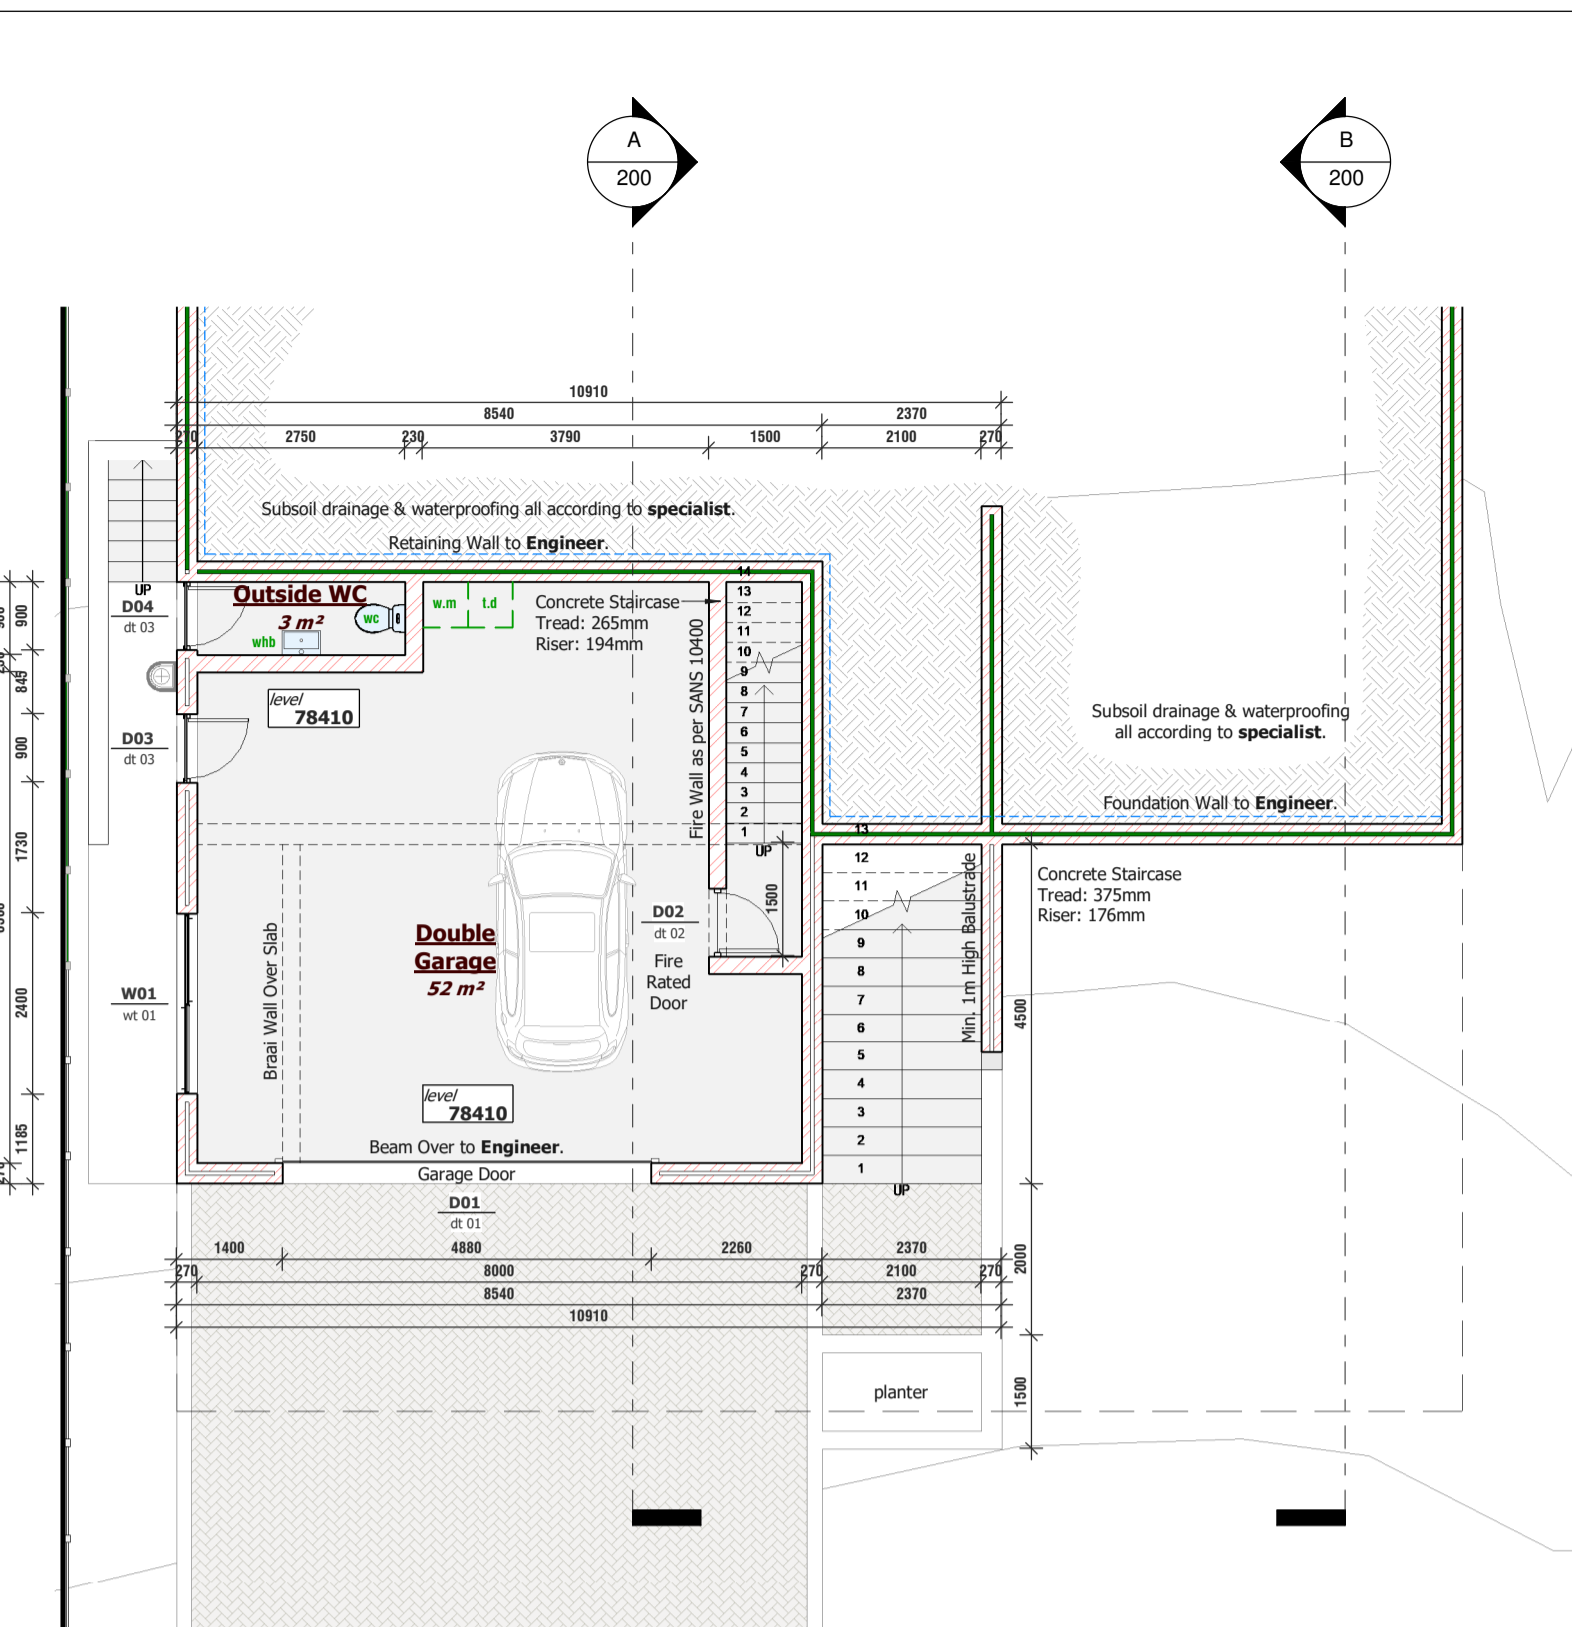 A
200
B
200
10910
8540
2370
270
2750
230
3790
1500
2100
270
Subsoil drainage & waterproofing all according to specialist.
Retaining Wall to Engineer.
UP
D04
dt 03
Outside WC
3 m²
whb
wc
w.m
t.d
Concrete Staircase
Tread: 265mm
Riser: 194mm
Fire Wall as per SANS 10400
14
13
12
11
10
9
8
7
6
5
4
3
2
1
UP
1500
900
845
900
1730
2400
1185
level
78410
D03
dt 03
W01
wt 01
Braai Wall Over Slab
Double
Garage
52 m²
D02
dt 02
Fire
Rated
Door
level
78410
Beam Over to Engineer.
Garage Door
D01
dt 01
Subsoil drainage & waterproofing
all according to specialist.
Foundation Wall to Engineer.
Concrete Staircase
Tread: 375mm
Riser: 176mm
Min. 1m High Balustrade
13
12
11
10
9
8
7
6
5
4
3
2
1
UP
4500
2000
1500
1400
4880
2260
2370
270
8000
270
2100
270
8540
2370
10910
planter